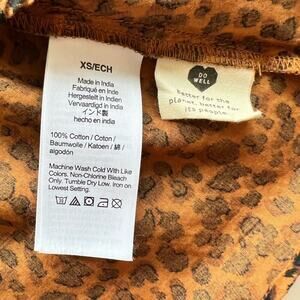 XS/ECH
Made in India
Fabriqué en Inde
Hergestellt in Indien
Vervaardigd in India
インド製
hecho en India
100% Cotton / Coton /
Baumwolle / Katoen / 綿 /
algodón
Machine Wash Cold With Like
Colors. Non-Chlorine Bleach
Only. Tumble Dry Low. Iron on
Lowest Setting.
DO
WELL
Better for the
planet, better for
its people.